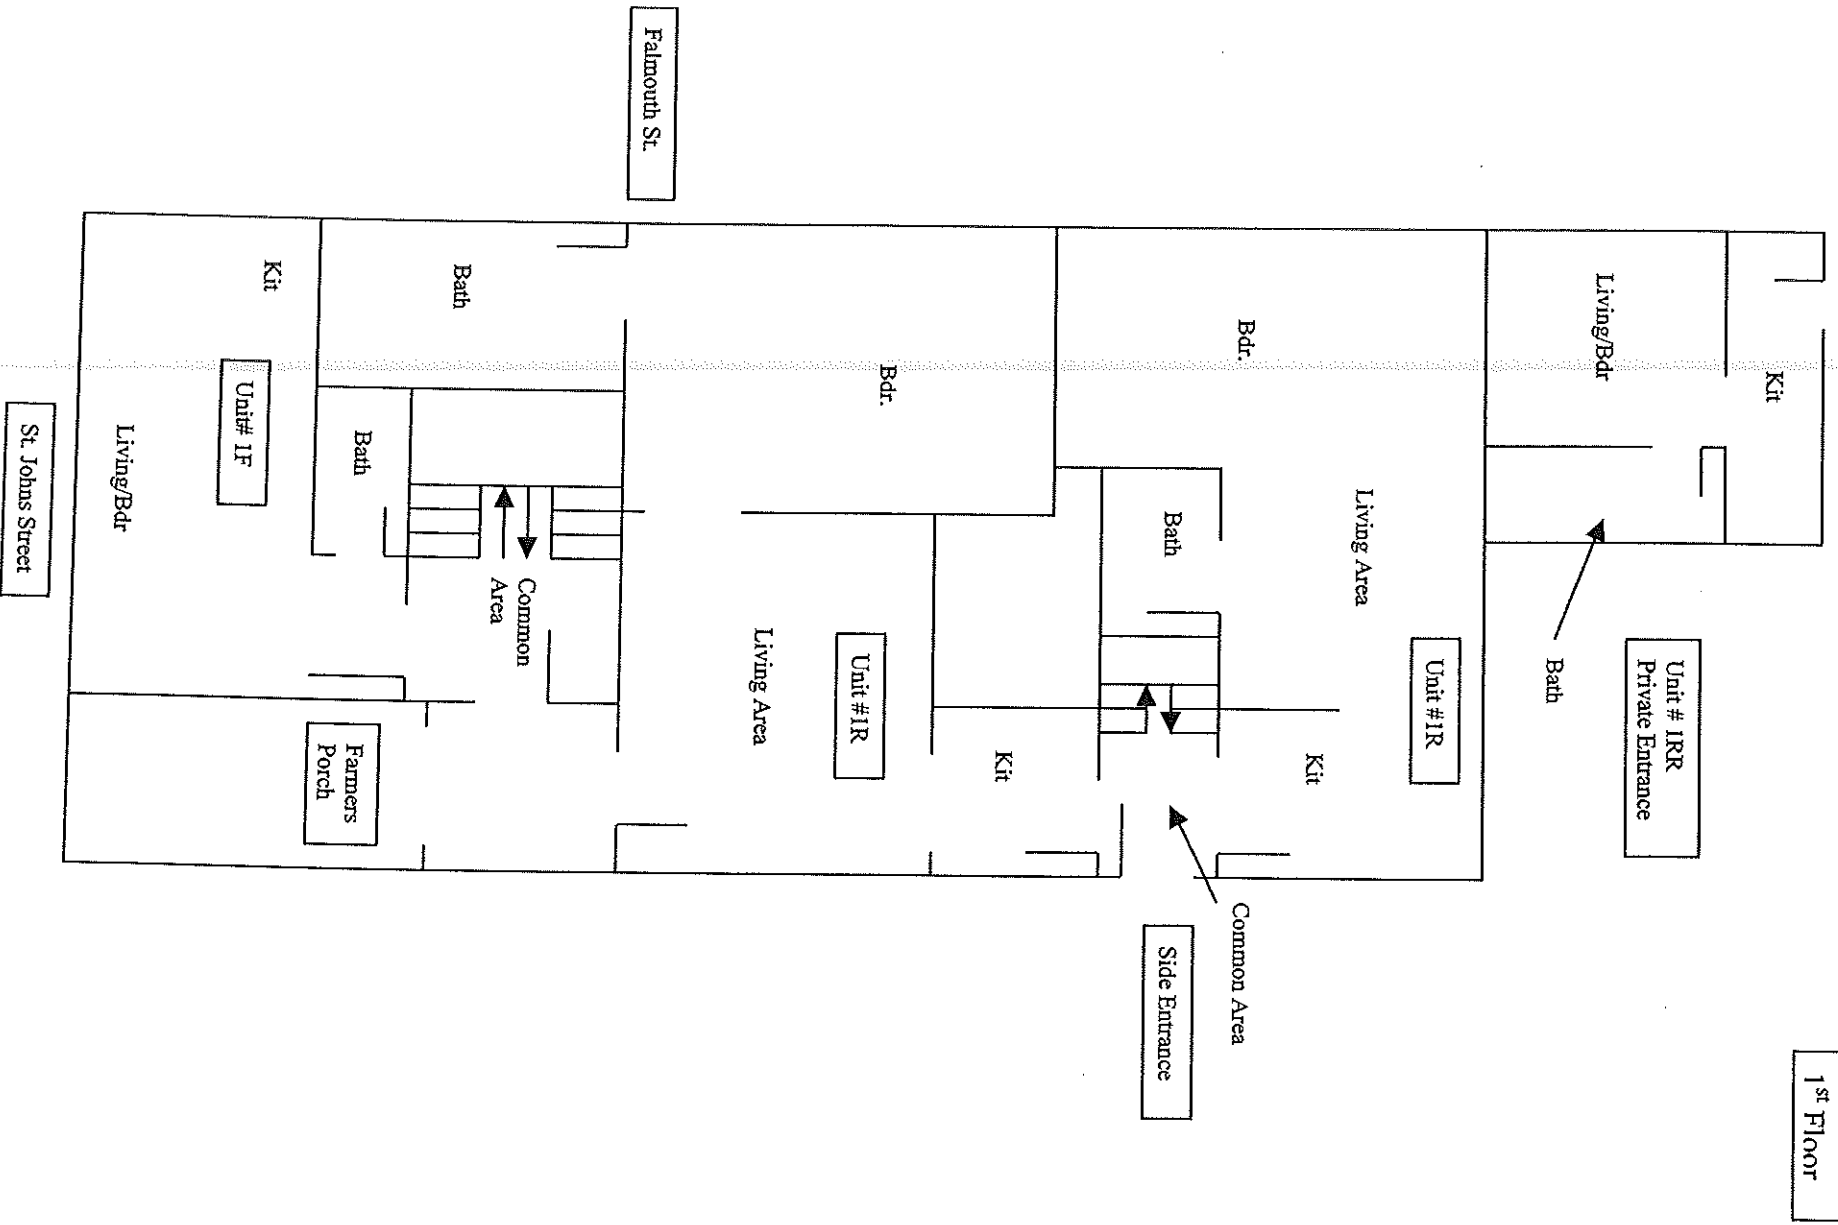 1st Floor
Kit
Unit # 1RR
Private Entrance
Living/Bdr
Bath
Unit #1R
Living Area
Kit
Bdr.
Common Area
Bath
Side Entrance
Kit
Bdr.
Unit #1R
Living Area
Falmouth St.
Common
Area
Bath
Bath
Farmers
Porch
Kit
Unit# 1F
Living/Bdr
St. Johns Street